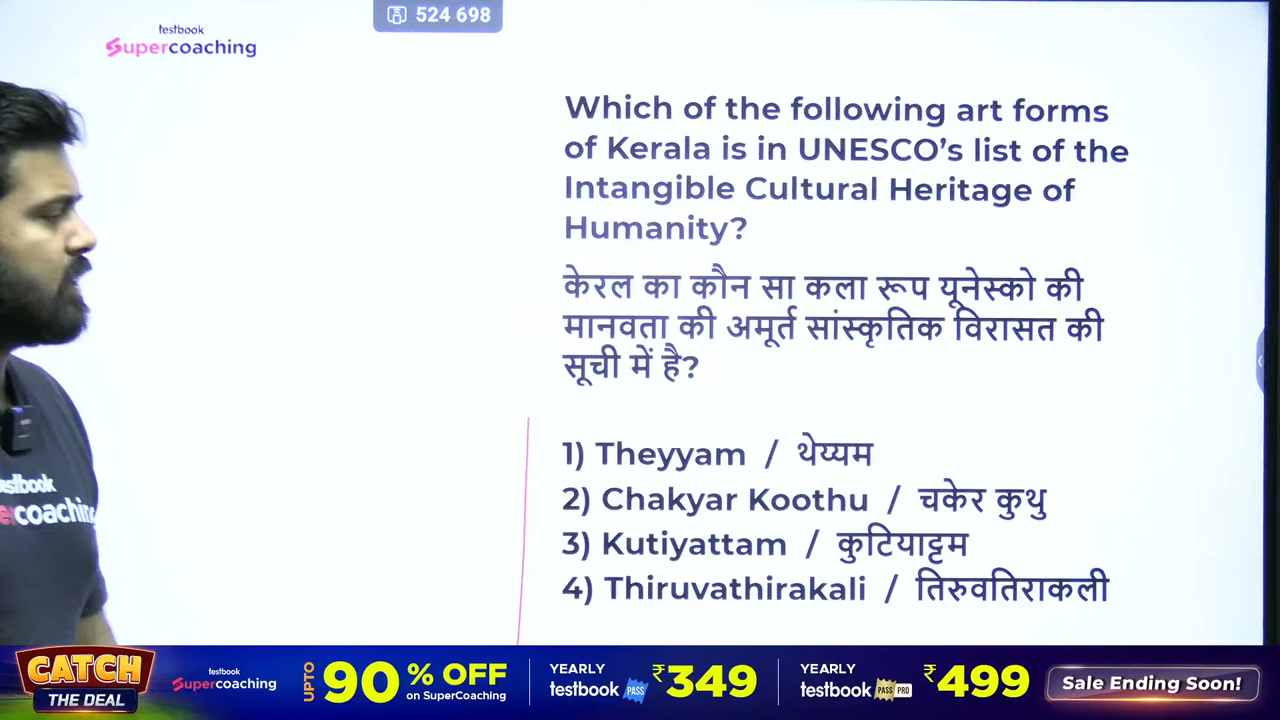 524 698
testbook
Supercoaching
Which of the following art forms
of Kerala is in UNESCO’s list of the
Intangible Cultural Heritage of
Humanity?
केरल का कौन सा कला रूप यूनेस्को की
मानवता की अमूर्त सांस्कृतिक विरासत की
सूची में है?
1) Theyyam / थेय्यम
2) Chakyar Koothu / चकेर कुथु
3) Kutiyattam / कुटियाट्टम
4) Thiruvathirakali / तिरुवतिराकली
testbook
coaching
CATCH
THE DEAL
testbook
Supercoaching
UPTO 90% OFF
on SuperCoaching
YEARLY
testbook PASS
₹349
YEARLY
testbook PASS PRO
₹499
Sale Ending Soon!